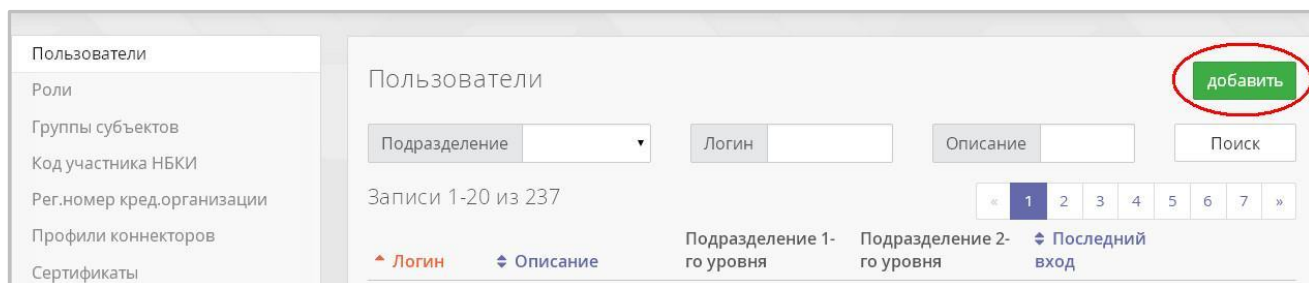 Пользователи
Роли
Группы субъектов
Код участника НБКИ
Рег.номер кред.организации
Профили коннекторов
Сертификаты
Пользователи
добавить
Подразделение Логин Описание Поиск
Записи 1-20 из 237
« 1 2 3 4 5 6 7 »
Логин Описание Подразделение 1- Подразделение 2- Последний
го уровня го уровня вход